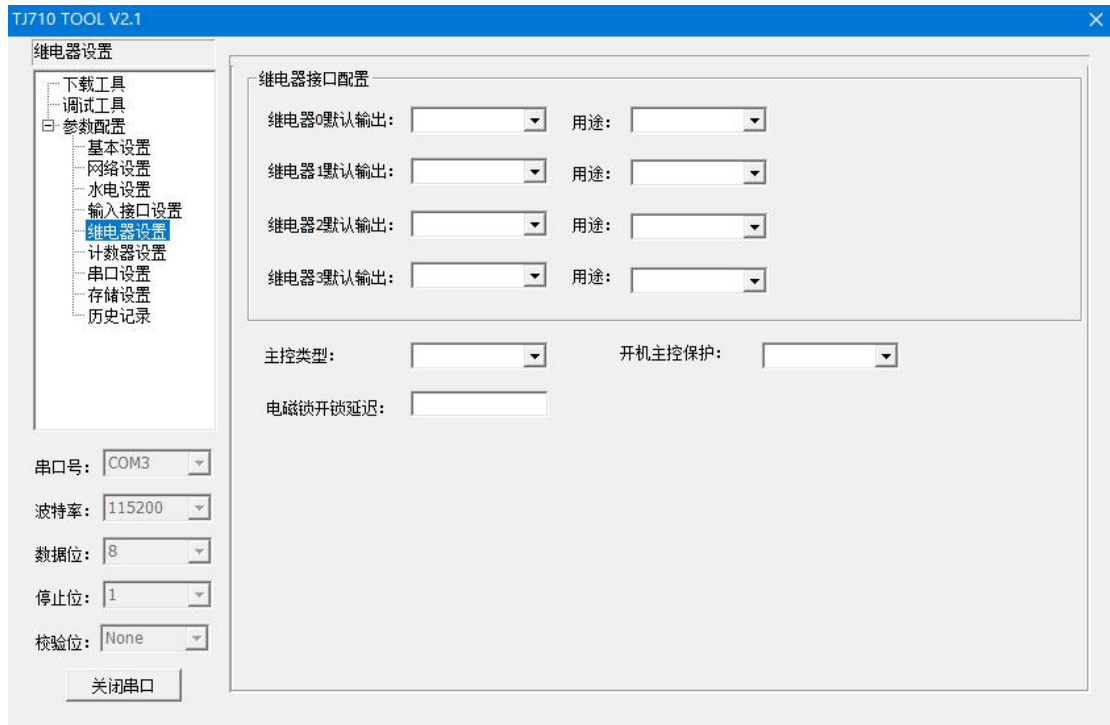 TJ710 TOOL V2.1
继电器设置
下载工具
调试工具
参数配置
基本设置
网络设置
水电设置
输入接口设置
继电器设置
计数器设置
串口设置
存储设置
历史记录
串口号： COM3
波特率： 115200
数据位： 8
停止位： 1
校验位： None
关闭串口
继电器接口配置
继电器0默认输出： 用途：
继电器1默认输出： 用途：
继电器2默认输出： 用途：
继电器3默认输出： 用途：
主控类型： 开机主控保护：
电磁锁开锁延迟：